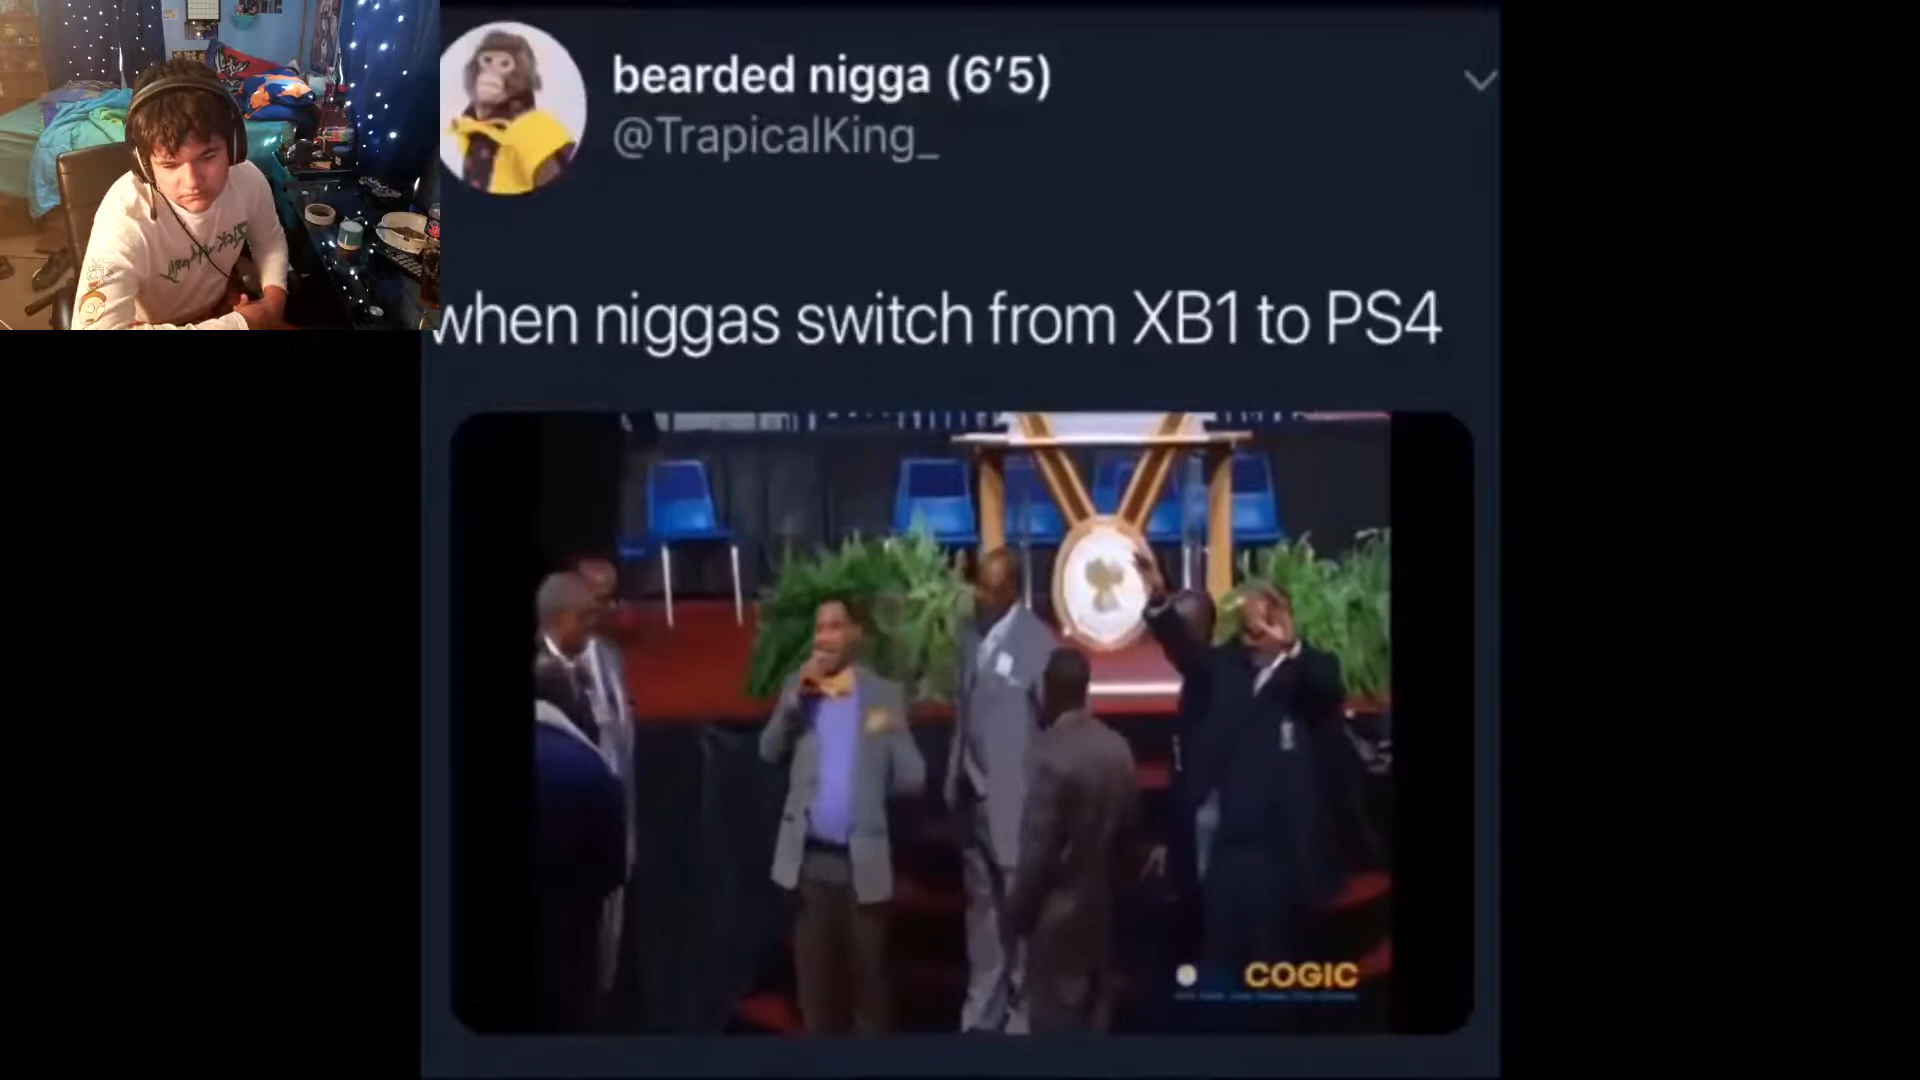 bearded nigga (6'5)
@TrapicalKing_
when niggas switch from XB1 to PS4
COGIC